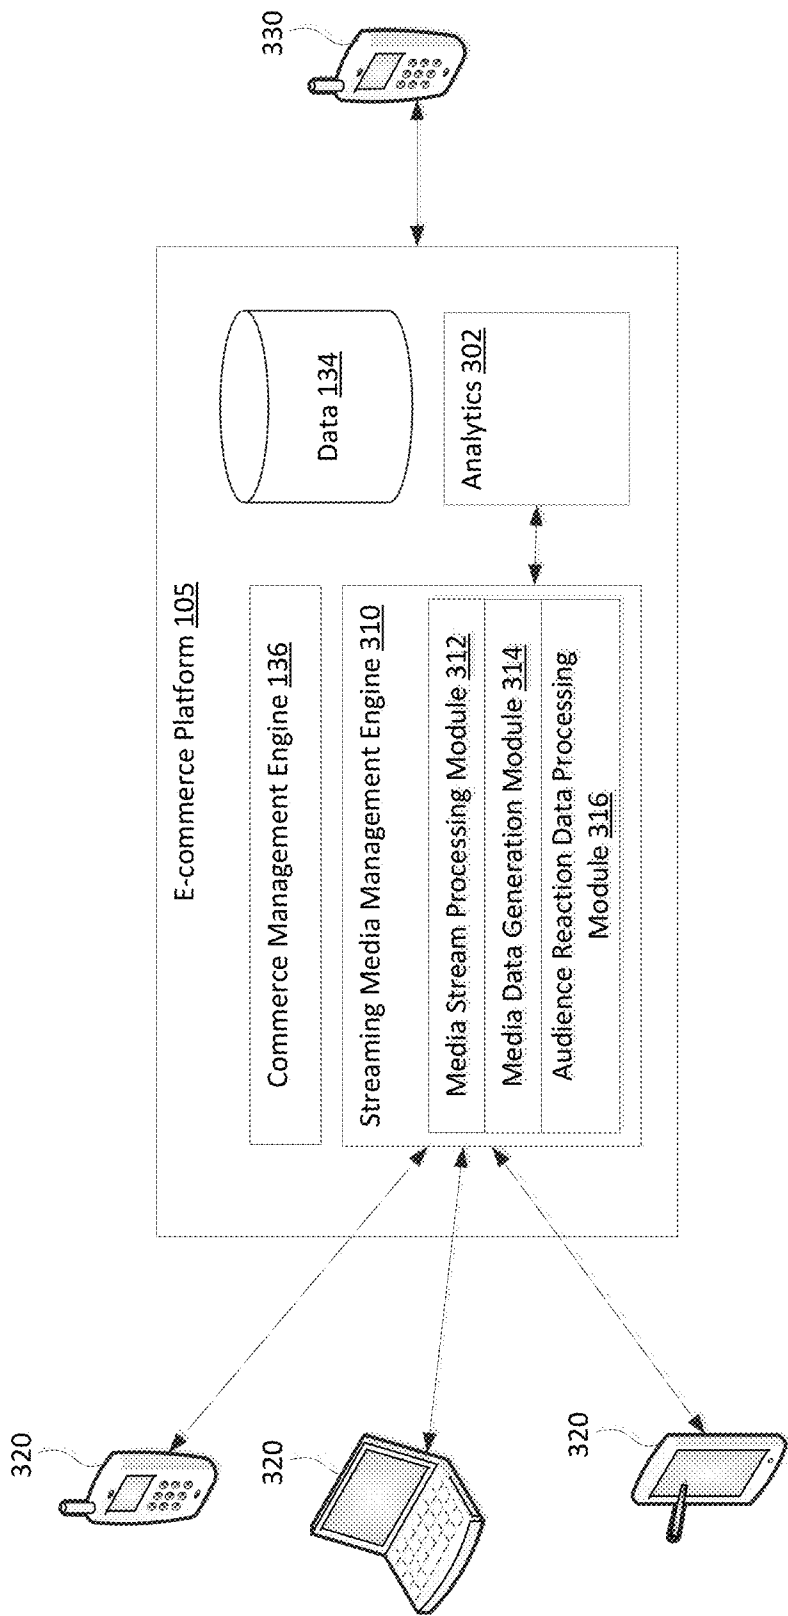 E-commerce Platform 105
Commerce Management Engine 136
Streaming Media Management Engine 310
Media Stream Processing Module 312
Media Data Generation Module 314
Audience Reaction Data Processing
Module 316
Data 134
Analytics 302
320
320
320
330